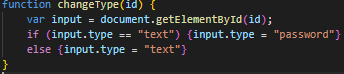 function changeType(id) {
    var input = document.getElementById(id);
    if (input.type == "text") {input.type = "password"}
    else {input.type = "text"}
}